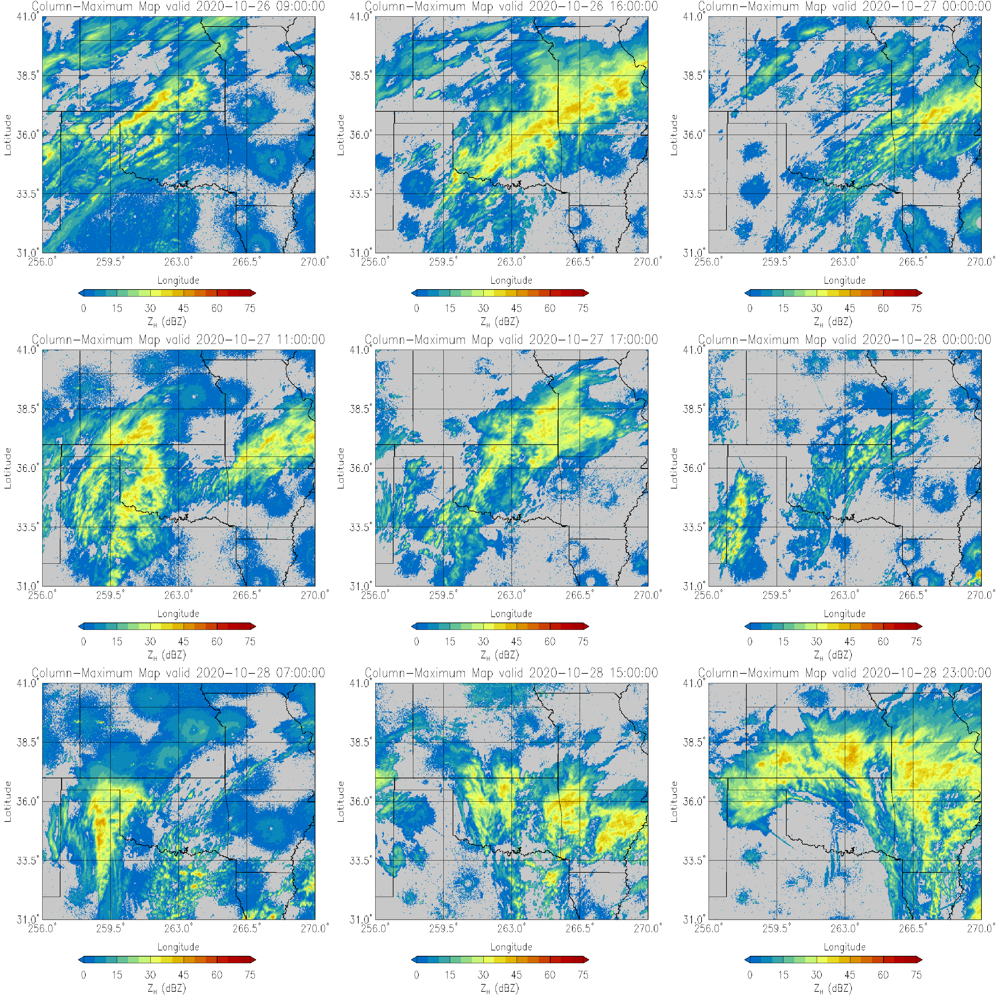 Column-Maximum Map valid 2020-10-26 09:00:00
Column-Maximum Map valid 2020-10-26 16:00:00
Column-Maximum Map valid 2020-10-27 00:00:00
41.0°
38.5°
36.0°
33.5°
31.0°
Latitude
256.0° 259.5° 263.0° 266.5° 270.0°
Longitude
0 15 30 45 60 75
Z_H (dBZ)
41.0°
38.5°
36.0°
33.5°
31.0°
Latitude
256.0° 259.5° 263.0° 266.5° 270.0°
Longitude
0 15 30 45 60 75
Z_H (dBZ)
41.0°
38.5°
36.0°
33.5°
31.0°
Latitude
256.0° 259.5° 263.0° 266.5° 270.0°
Longitude
0 15 30 45 60 75
Z_H (dBZ)
Column-Maximum Map valid 2020-10-27 11:00:00
Column-Maximum Map valid 2020-10-27 17:00:00
Column-Maximum Map valid 2020-10-28 00:00:00
41.0°
38.5°
36.0°
33.5°
31.0°
Latitude
256.0° 259.5° 263.0° 266.5° 270.0°
Longitude
0 15 30 45 60 75
Z_H (dBZ)
41.0°
38.5°
36.0°
33.5°
31.0°
Latitude
256.0° 259.5° 263.0° 266.5° 270.0°
Longitude
0 15 30 45 60 75
Z_H (dBZ)
41.0°
38.5°
36.0°
33.5°
31.0°
Latitude
256.0° 259.5° 263.0° 266.5° 270.0°
Longitude
0 15 30 45 60 75
Z_H (dBZ)
Column-Maximum Map valid 2020-10-28 07:00:00
Column-Maximum Map valid 2020-10-28 15:00:00
Column-Maximum Map valid 2020-10-28 23:00:00
41.0°
38.5°
36.0°
33.5°
31.0°
Latitude
256.0° 259.5° 263.0° 266.5° 270.0°
Longitude
0 15 30 45 60 75
Z_H (dBZ)
41.0°
38.5°
36.0°
33.5°
31.0°
Latitude
256.0° 259.5° 263.0° 266.5° 270.0°
Longitude
0 15 30 45 60 75
Z_H (dBZ)
41.0°
38.5°
36.0°
33.5°
31.0°
Latitude
256.0° 259.5° 263.0° 266.5° 270.0°
Longitude
0 15 30 45 60 75
Z_H (dBZ)